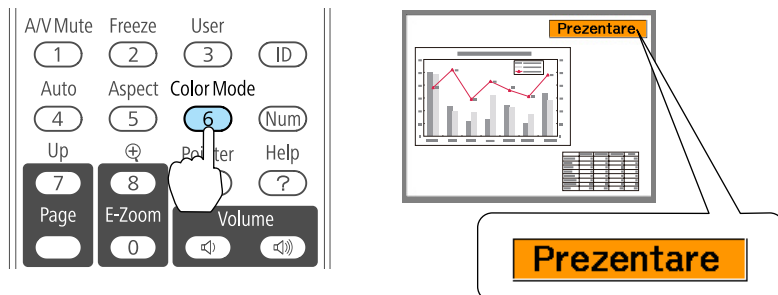 A/V Mute Freeze User
1 2 3 ID
Auto Aspect Color Mode
4 5 6 Num
Up Help
7 8 ?
Page E-Zoom Volume
0
Prezentare
Prezentare